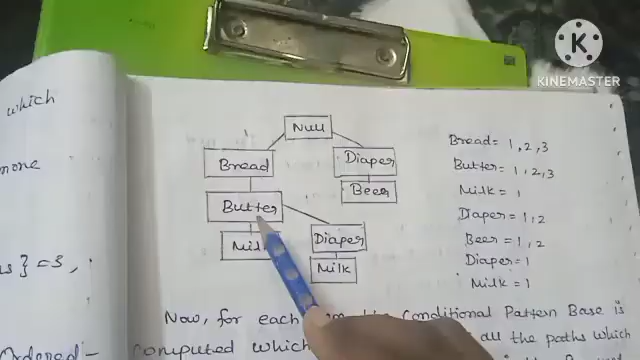 which
none
us} = 3,
Ordered-
K
KINEMASTER
Null
Bread
Diaper
Butter
Beer
Milk
Diaper
Milk
Bread = 1, 2, 3
Butter = 1, 2, 3
Milk = 1
Diaper = 1, 2
Beer = 1, 2
Diaper = 1
Milk = 1
Now, for each Conditional Pattern Base is
computed which all the paths which